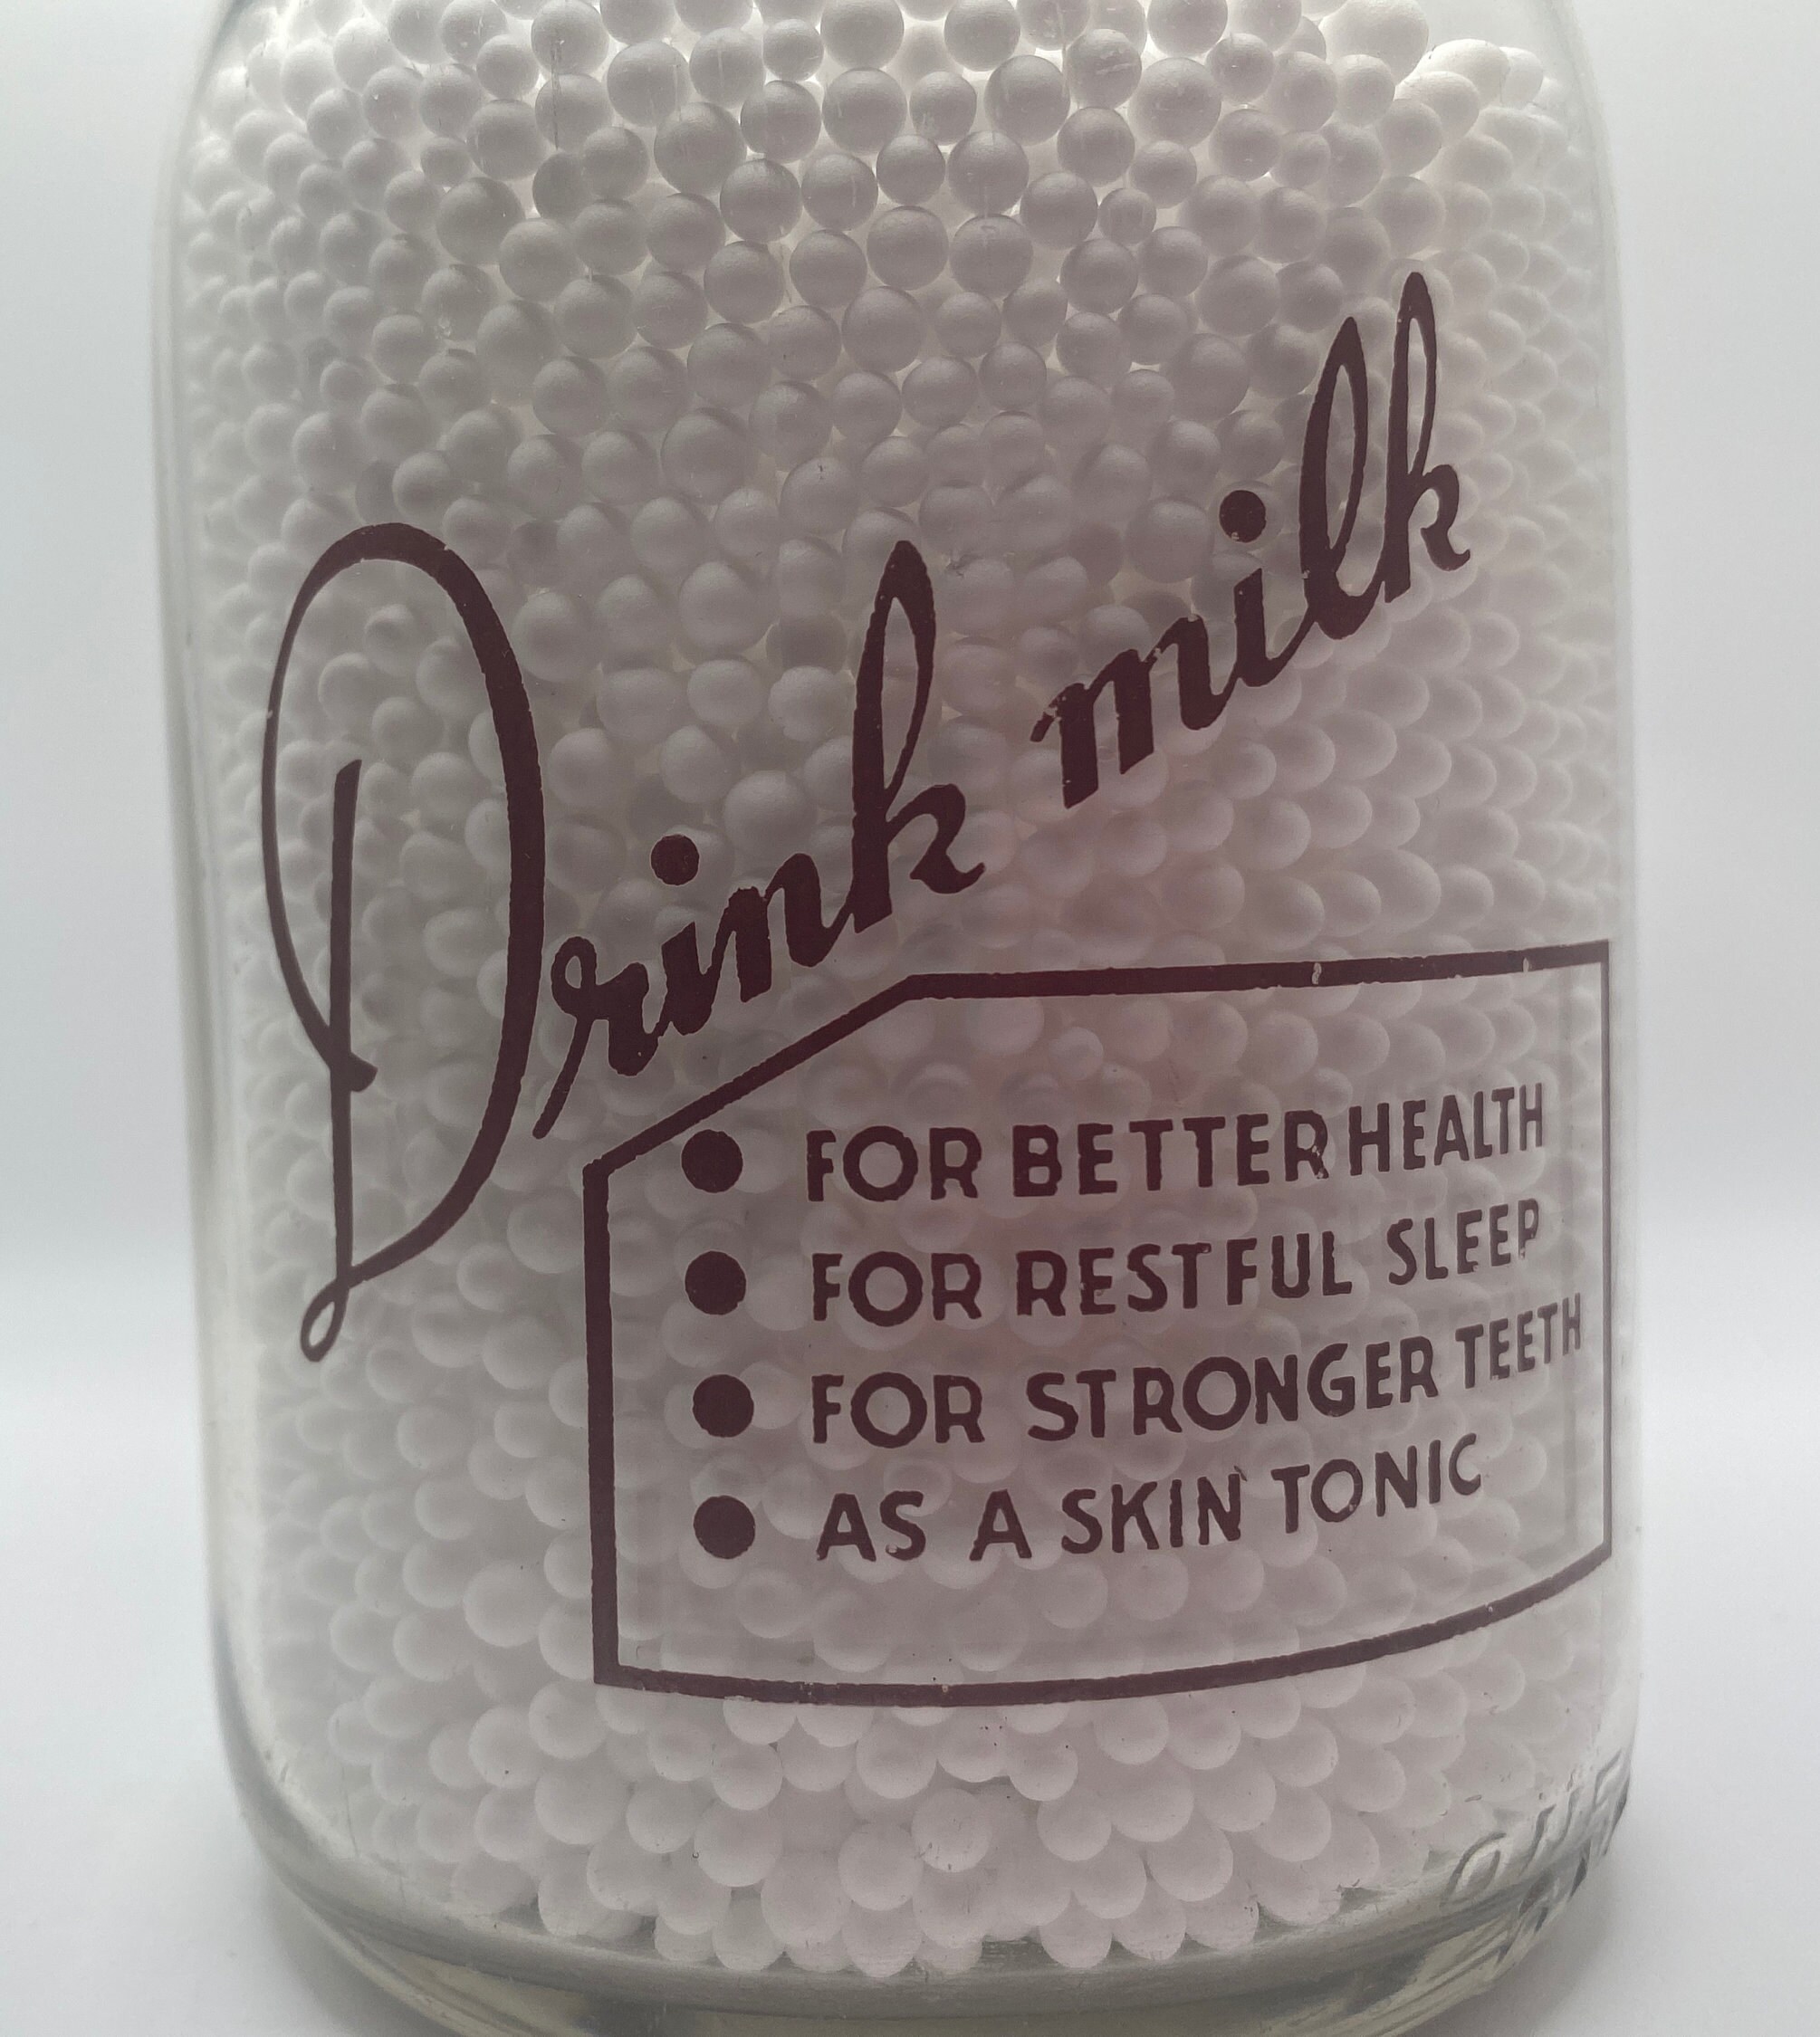 Drink milk
• FOR BETTER HEALTH
• FOR RESTFUL SLEEP
• FOR STRONGER TEETH
• AS A SKIN TONIC